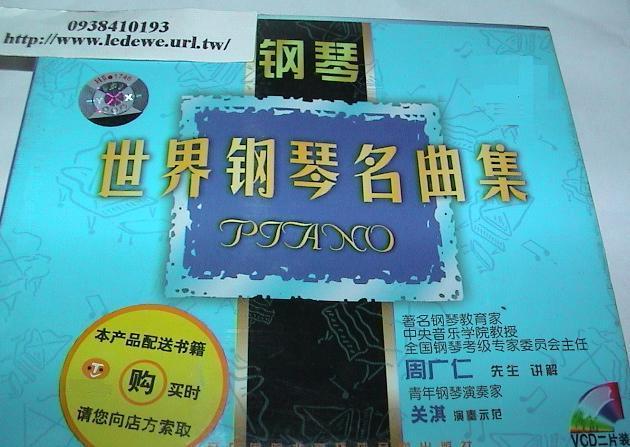 0938410193
http://www.ledewe.url.tw/
钢琴
世界钢琴名曲集
PIANO
著名钢琴教育家
中央音乐学院教授
全国钢琴考级专家委员会主任
周广仁 先生 讲解
青年钢琴演奏家
关淇 演奏示范
本产品配送书籍
购买时
请您向店方索取
VCD二片装